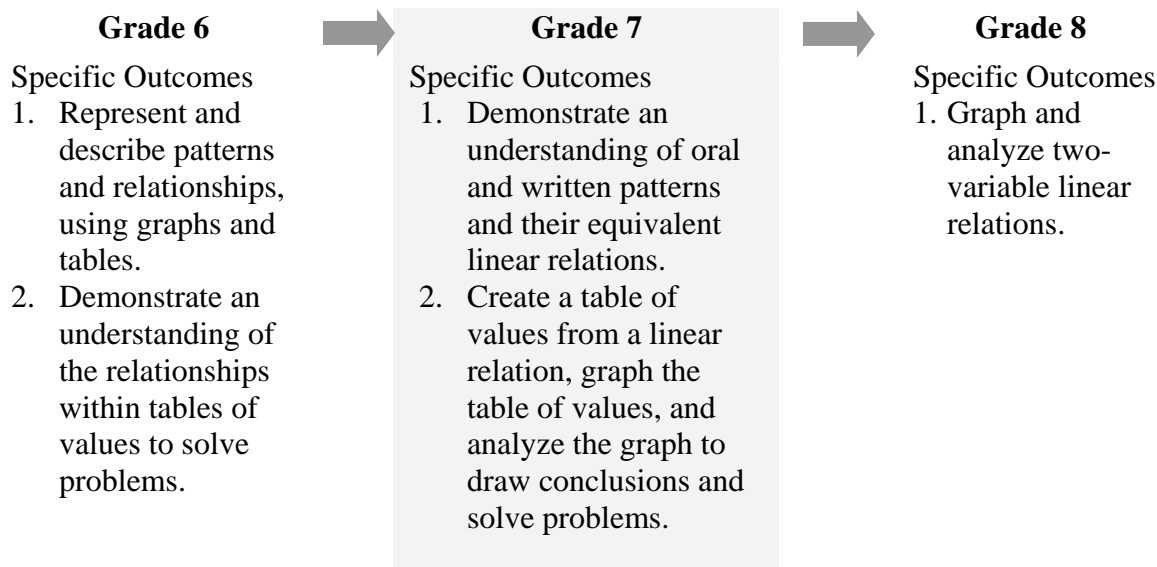 Grade 6
Specific Outcomes
1. Represent and
describe patterns
and relationships,
using graphs and
tables.
2. Demonstrate an
understanding of
the relationships
within tables of
values to solve
problems.
Grade 7
Specific Outcomes
1. Demonstrate an
understanding of oral
and written patterns
and their equivalent
linear relations.
2. Create a table of
values from a linear
relation, graph the
table of values, and
analyze the graph to
draw conclusions and
solve problems.
Grade 8
Specific Outcomes
1. Graph and
analyze two-
variable linear
relations.